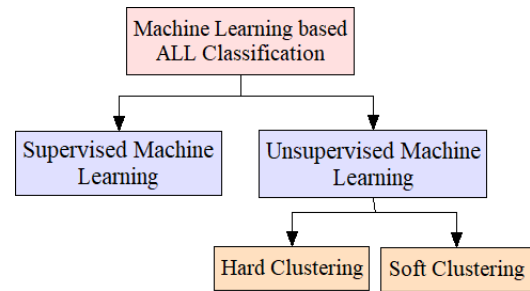 Machine Learning based
ALL Classification
Supervised Machine
Learning
Unsupervised Machine
Learning
Hard Clustering
Soft Clustering